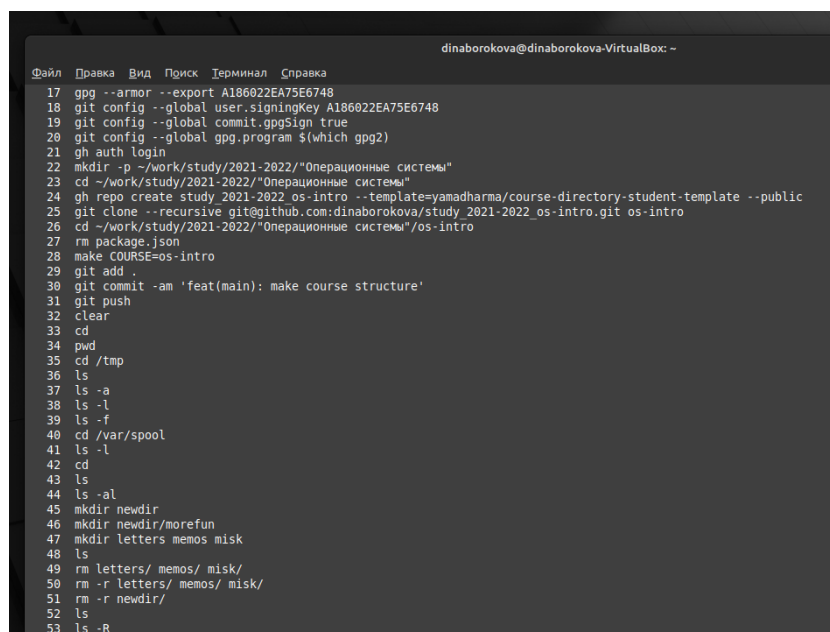 dinaborokova@dinaborokova-VirtualBox: ~
Файл Правка Вид Поиск Терминал Справка
17 gpg --armor --export A186022EA75E6748
18 git config --global user.signingKey A186022EA75E6748
19 git config --global commit.gpgSign true
20 git config --global gpg.program $(which gpg2)
21 gh auth login
22 mkdir -p ~/work/study/2021-2022/"Операционные системы"
23 cd ~/work/study/2021-2022/"Операционные системы"
24 gh repo create study_2021-2022_os-intro --template=yamadharma/course-directory-student-template --public
25 git clone --recursive git@github.com:dinaborokova/study_2021-2022_os-intro.git os-intro
26 cd ~/work/study/2021-2022/"Операционные системы"/os-intro
27 rm package.json
28 make COURSE=os-intro
29 git add .
30 git commit -am 'feat(main): make course structure'
31 git push
32 clear
33 cd
34 pwd
35 cd /tmp
36 ls
37 ls -a
38 ls -l
39 ls -f
40 cd /var/spool
41 ls -l
42 cd
43 ls
44 ls -al
45 mkdir newdir
46 mkdir newdir/morefun
47 mkdir letters memos misk
48 ls
49 rm letters/ memos/ misk/
50 rm -r letters/ memos/ misk/
51 rm -r newdir/
52 ls
53 ls -R